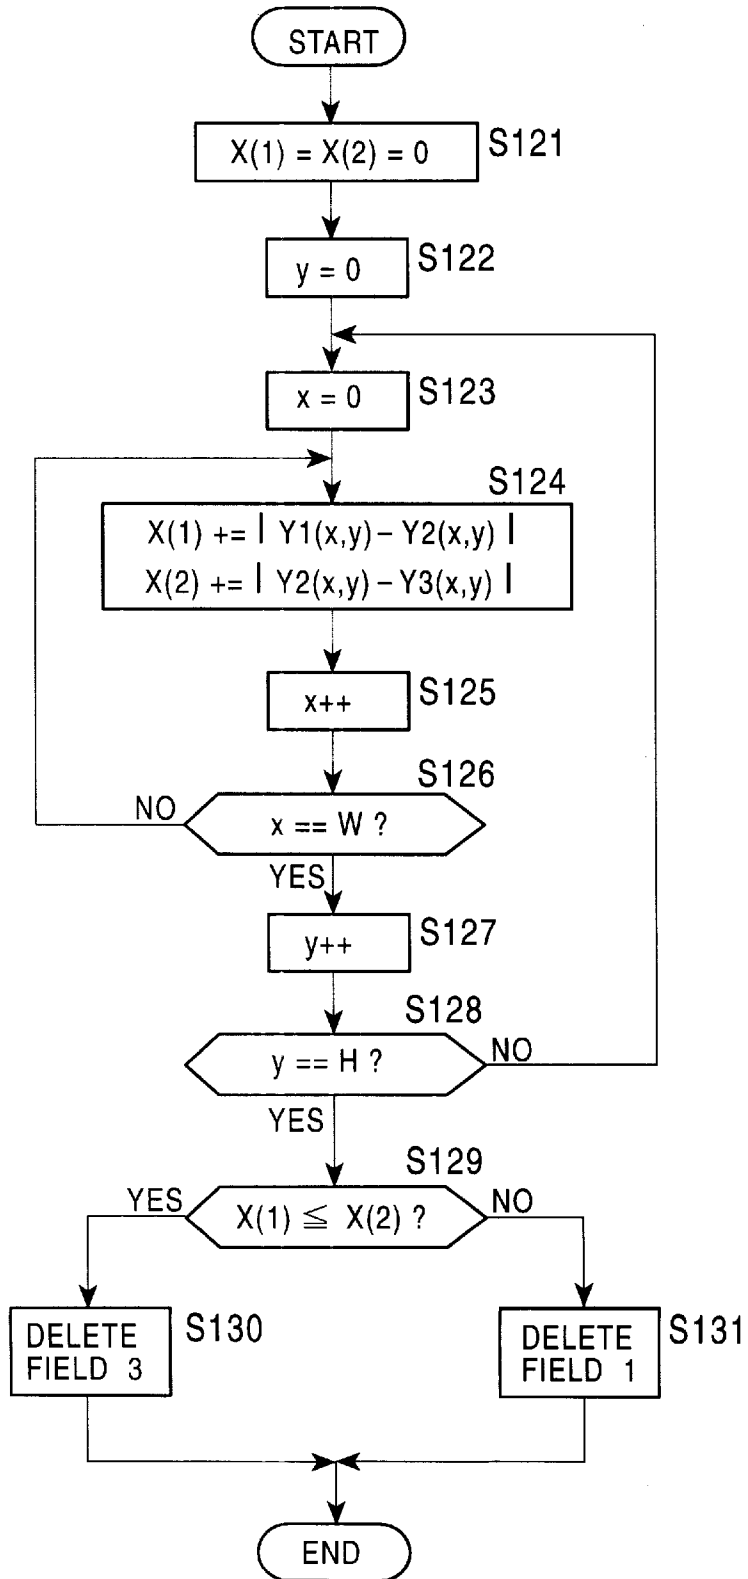 START
X(1) = X(2) = 0
S121
y = 0
S122
x = 0
S123
S124
X(1) += | Y1(x,y) – Y2(x,y) |
X(2) += | Y2(x,y) – Y3(x,y) |
x++
S125
S126
NO
x == W ?
YES
y++
S127
S128
y == H ?
NO
YES
S129
YES
X(1) ≦ X(2) ?
NO
DELETE
FIELD 3
S130
DELETE
FIELD 1
S131
END